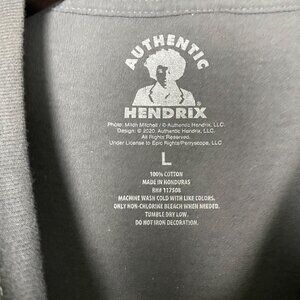 AUTHENTIC
HENDRIX®
Photo: Mitch Mitchell / © Authentic Hendrix, LLC.
Design: © 2020, Authentic Hendrix, LLC.
All Rights Reserved.
Under License to Epic Rights/Perryscope, LLC.
L
100% COTTON
MADE IN HONDURAS
RN# 117508
MACHINE WASH COLD WITH LIKE COLORS.
ONLY NON-CHLORINE BLEACH WHEN NEEDED.
TUMBLE DRY LOW.
DO NOT IRON DECORATION.